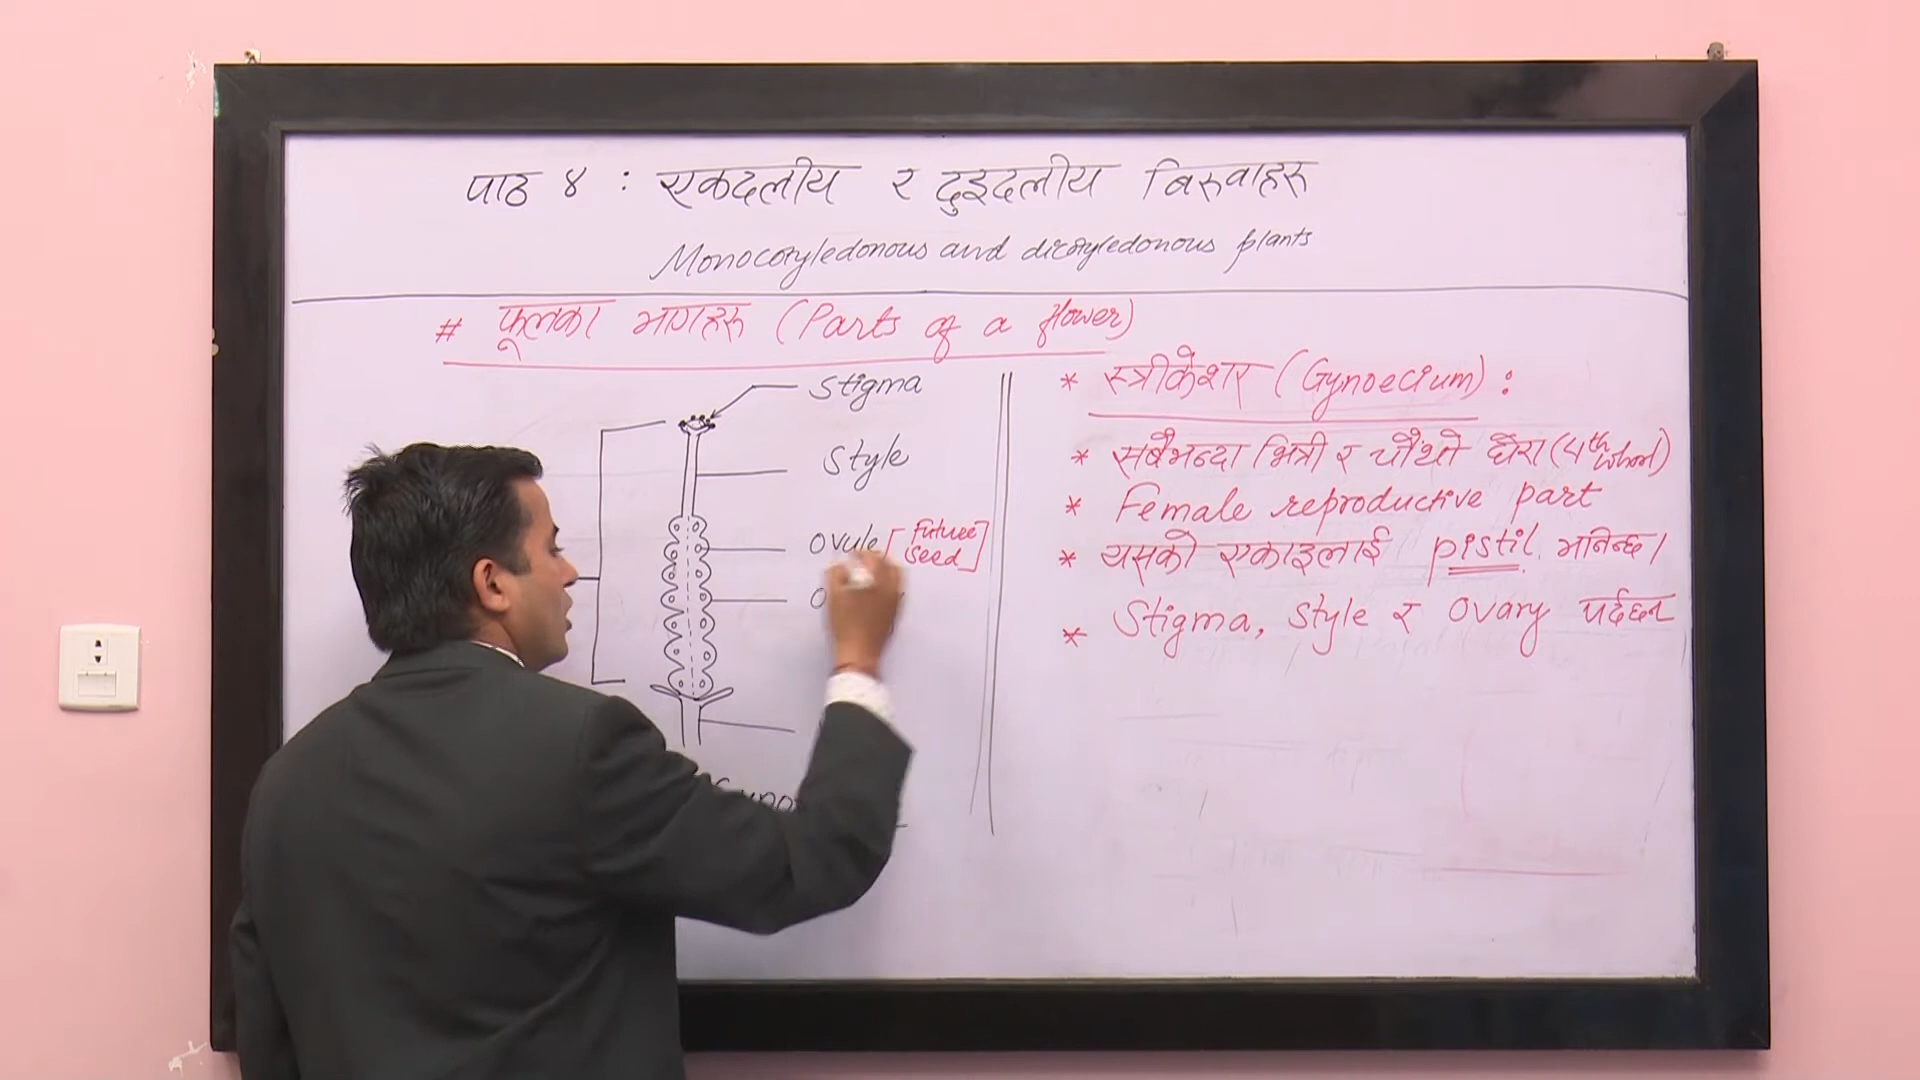 पाठ ४ : एकदलीय र दुइदलीय बिरुवाहरु
Monocotyledonous and dicotyledonous plants
# फूलका भागहरु (Parts of a flower)
Stigma
Style
Ovule [Future Seed]
* स्त्रीकेशर (Gynoecium) :
* सबैभन्दा भित्री र चौथो घेरा (4th whorl)
* Female reproductive part
* यसको एकाइलाई pistil भनिन्छ।
* Stigma, Style र Ovary पर्दछन्